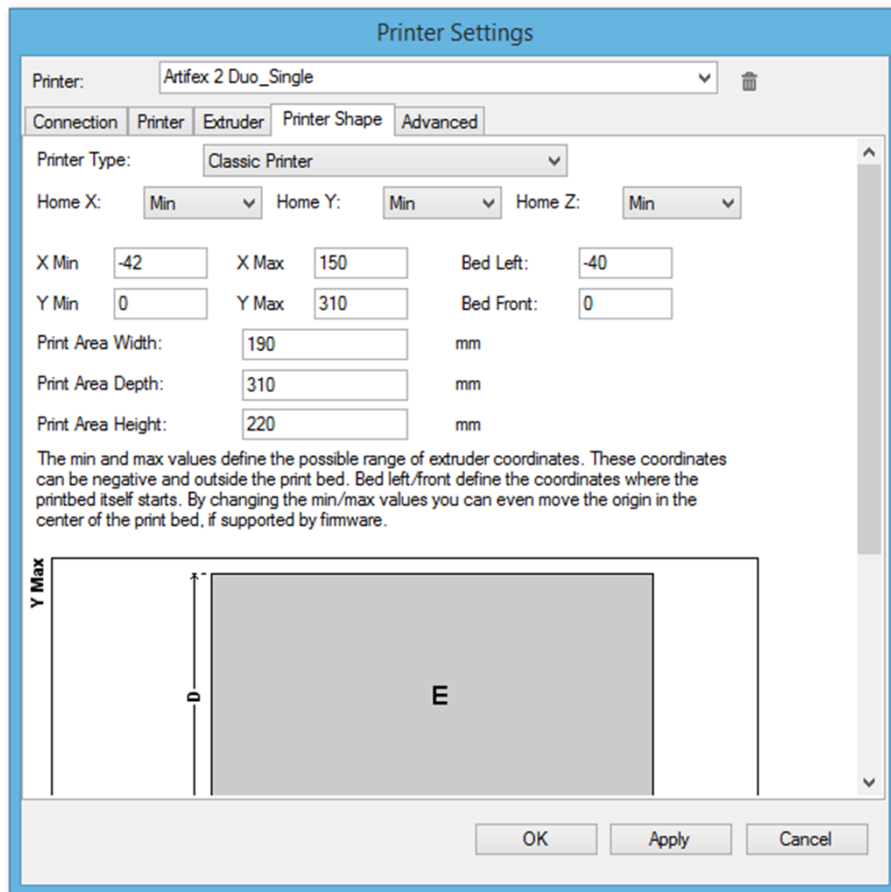 Printer Settings
Printer: Artifex 2 Duo_Single
Connection Printer Extruder Printer Shape Advanced
Printer Type: Classic Printer
Home X: Min Home Y: Min Home Z: Min
X Min -42 X Max 150 Bed Left: -40
Y Min 0 Y Max 310 Bed Front: 0
Print Area Width: 190 mm
Print Area Depth: 310 mm
Print Area Height: 220 mm
The min and max values define the possible range of extruder coordinates. These coordinates
can be negative and outside the print bed. Bed left/front define the coordinates where the
printbed itself starts. By changing the min/max values you can even move the origin in the
center of the print bed, if supported by firmware.
Y Max
D
E
OK Apply Cancel